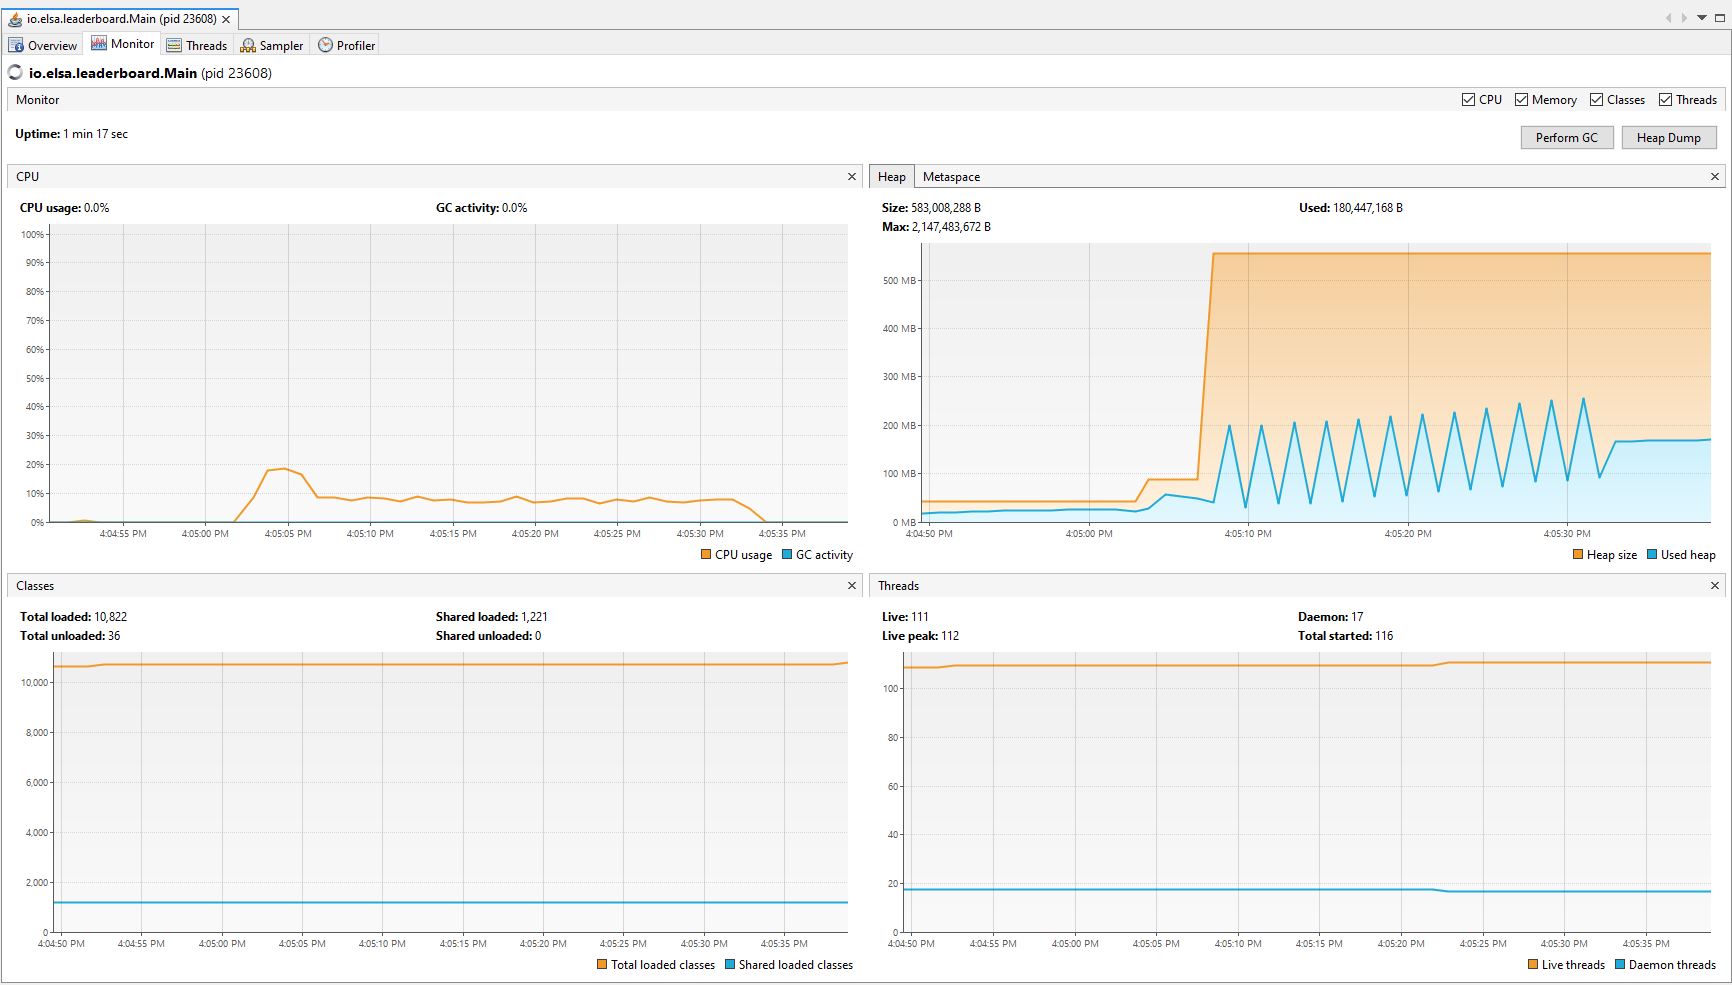 io.elsa.leaderboard.Main (pid 23608)
Overview Monitor Threads Sampler Profiler
io.elsa.leaderboard.Main (pid 23608)
Monitor CPU Memory Classes Threads
Uptime: 1 min 17 sec
Perform GC Heap Dump
CPU
CPU usage: 0.0% GC activity: 0.0%
100%
90%
80%
70%
60%
50%
40%
30%
20%
10%
0%
4:04:55 PM 4:05:00 PM 4:05:05 PM 4:05:10 PM 4:05:15 PM 4:05:20 PM 4:05:25 PM 4:05:30 PM 4:05:35 PM
CPU usage GC activity
Heap Metaspace
Size: 583,008,288 B Used: 180,447,168 B
Max: 2,147,483,672 B
500 MB
400 MB
300 MB
200 MB
100 MB
0 MB
4:04:50 PM 4:05:00 PM 4:05:10 PM 4:05:20 PM 4:05:30 PM
Heap size Used heap
Classes
Total loaded: 10,822 Shared loaded: 1,221
Total unloaded: 36 Shared unloaded: 0
10,000
8,000
6,000
4,000
2,000
0
4:04:50 PM 4:04:55 PM 4:05:00 PM 4:05:05 PM 4:05:10 PM 4:05:15 PM 4:05:20 PM 4:05:25 PM 4:05:30 PM 4:05:35 PM
Total loaded classes Shared loaded classes
Threads
Live: 111 Daemon: 17
Live peak: 112 Total started: 116
100
80
60
40
20
0
4:04:50 PM 4:04:55 PM 4:05:00 PM 4:05:05 PM 4:05:10 PM 4:05:15 PM 4:05:20 PM 4:05:25 PM 4:05:30 PM 4:05:35 PM
Live threads Daemon threads